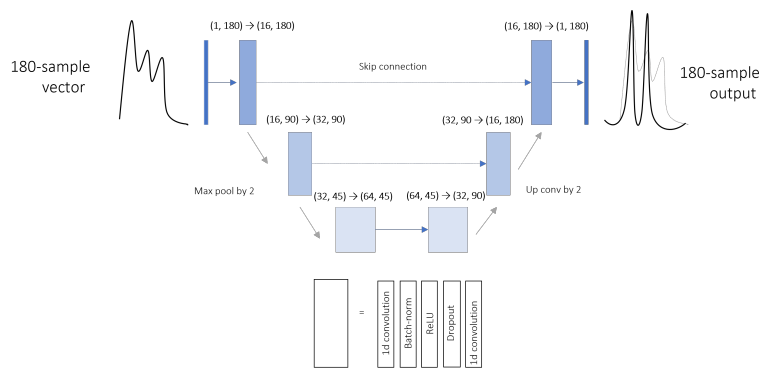 (1, 180) → (16, 180)
(16, 180) → (1, 180)
180-sample
vector
Skip connection
180-sample
output
(16, 90) → (32, 90)
(32, 90 → (16, 180)
Max pool by 2
(32, 45) → (64, 45)
(64, 45) → (32, 90)
Up conv by 2
=
1d convolution
Batch-norm
ReLU
Dropout
1d convolution